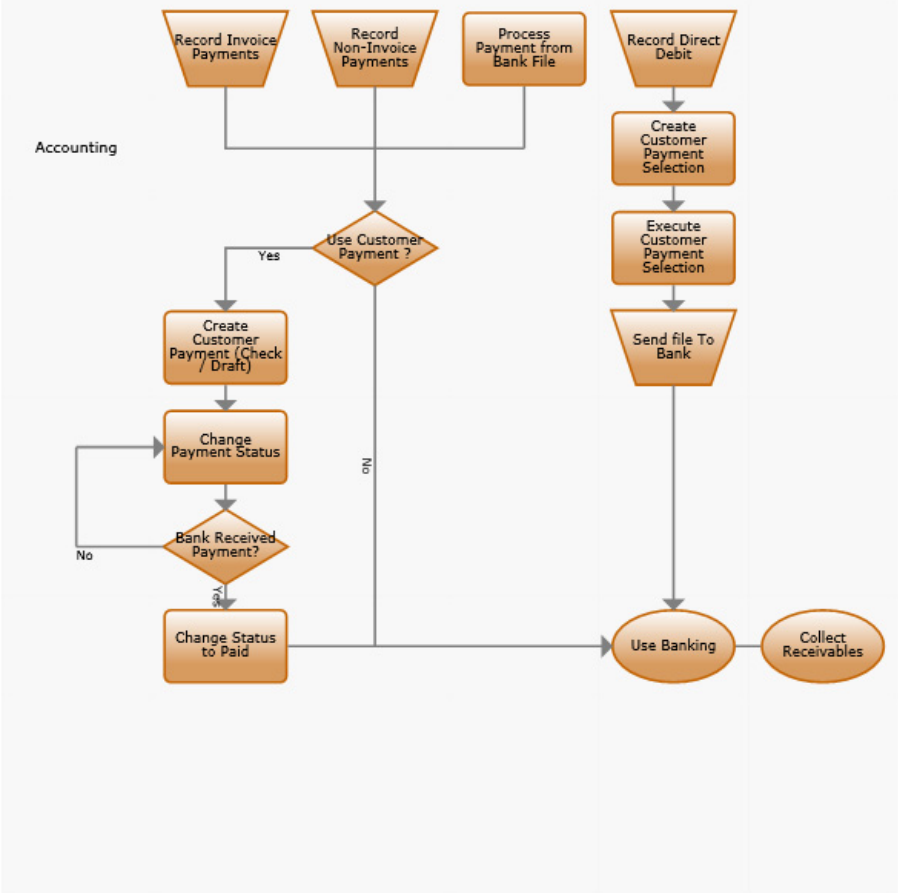 Record Invoice
Payments
Record
Non-Invoice
Payments
Process
Payment from
Bank File
Record Direct
Debit
Accounting
Create
Customer
Payment
Selection
Use Customer
Payment ?
Yes
Execute
Customer
Payment
Selection
Create
Customer
Payment (Check
/ Draft)
Send file To
Bank
Change
Payment Status
No
Bank Received
Payment?
No
Yes
Change Status
to Paid
Use Banking
Collect
Receivables